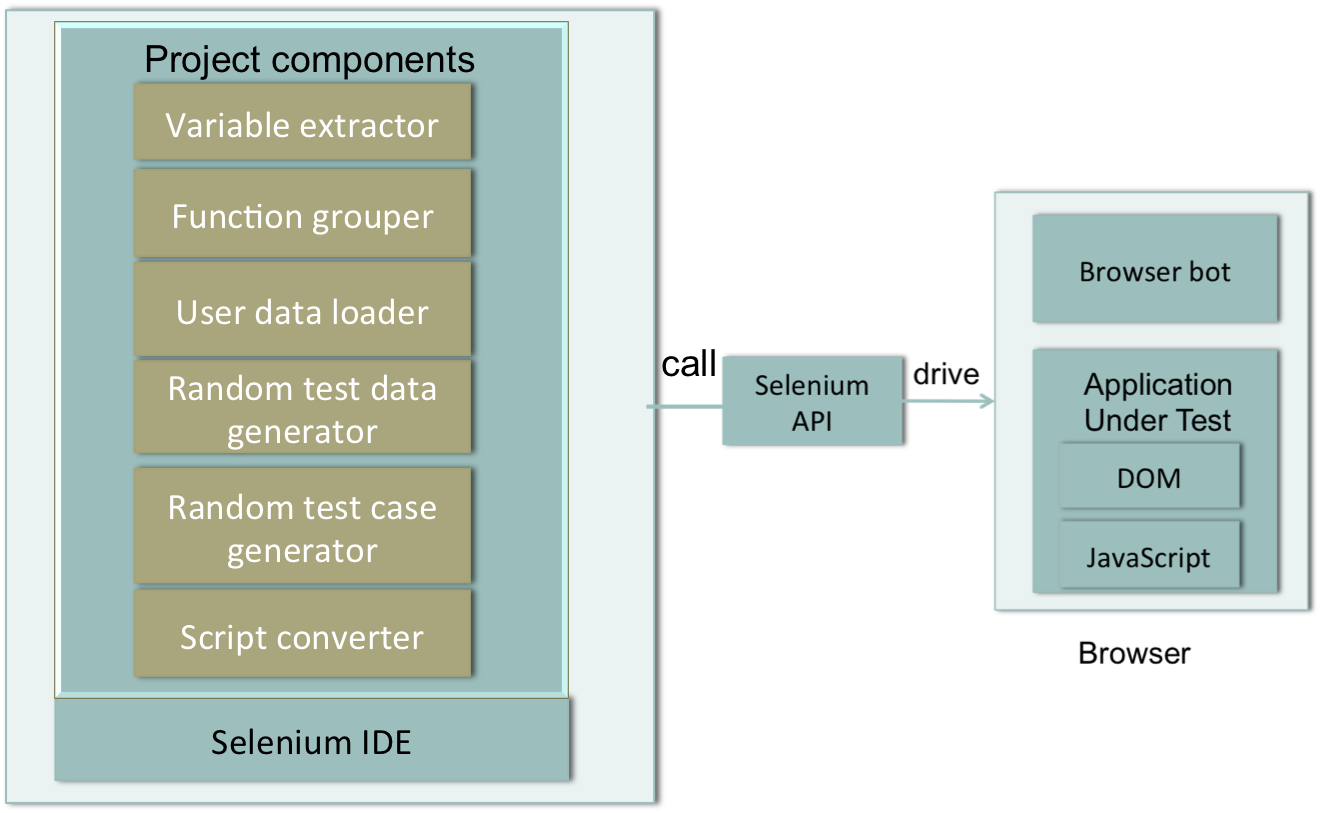 Project components
Variable extractor
Function grouper
User data loader
Random test data
generator
Random test case
generator
Script converter
Selenium IDE
call
Selenium
API
drive
Browser bot
Application
Under Test
DOM
JavaScript
Browser